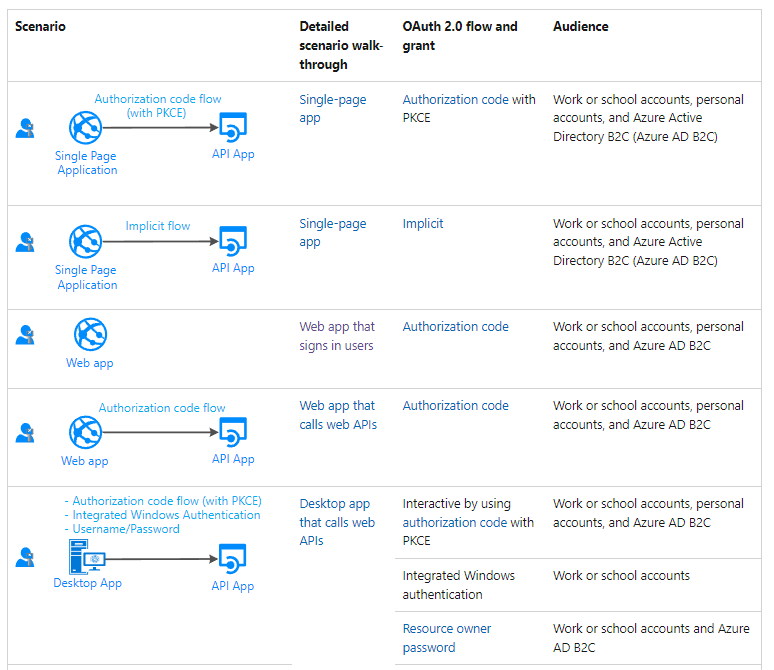 Scenario
Detailed
scenario walk-
through
OAuth 2.0 flow and
grant
Audience
Authorization code flow
(with PKCE)
Single Page
Application
API App
Single-page
app
Authorization code with
PKCE
Work or school accounts, personal
accounts, and Azure Active
Directory B2C (Azure AD B2C)
Implicit flow
Single Page
Application
API App
Single-page
app
Implicit
Work or school accounts, personal
accounts, and Azure Active
Directory B2C (Azure AD B2C)
Web app
Web app that
signs in users
Authorization code
Work or school accounts, personal
accounts, and Azure AD B2C
Authorization code flow
Web app
API App
Web app that
calls web APIs
Authorization code
Work or school accounts, personal
accounts, and Azure AD B2C
- Authorization code flow (with PKCE)
- Integrated Windows Authentication
- Username/Password
Desktop App
API App
Desktop app
that calls web
APIs
Interactive by using
authorization code with
PKCE
Work or school accounts, personal
accounts, and Azure AD B2C
Integrated Windows
authentication
Work or school accounts
Resource owner
password
Work or school accounts and Azure
AD B2C